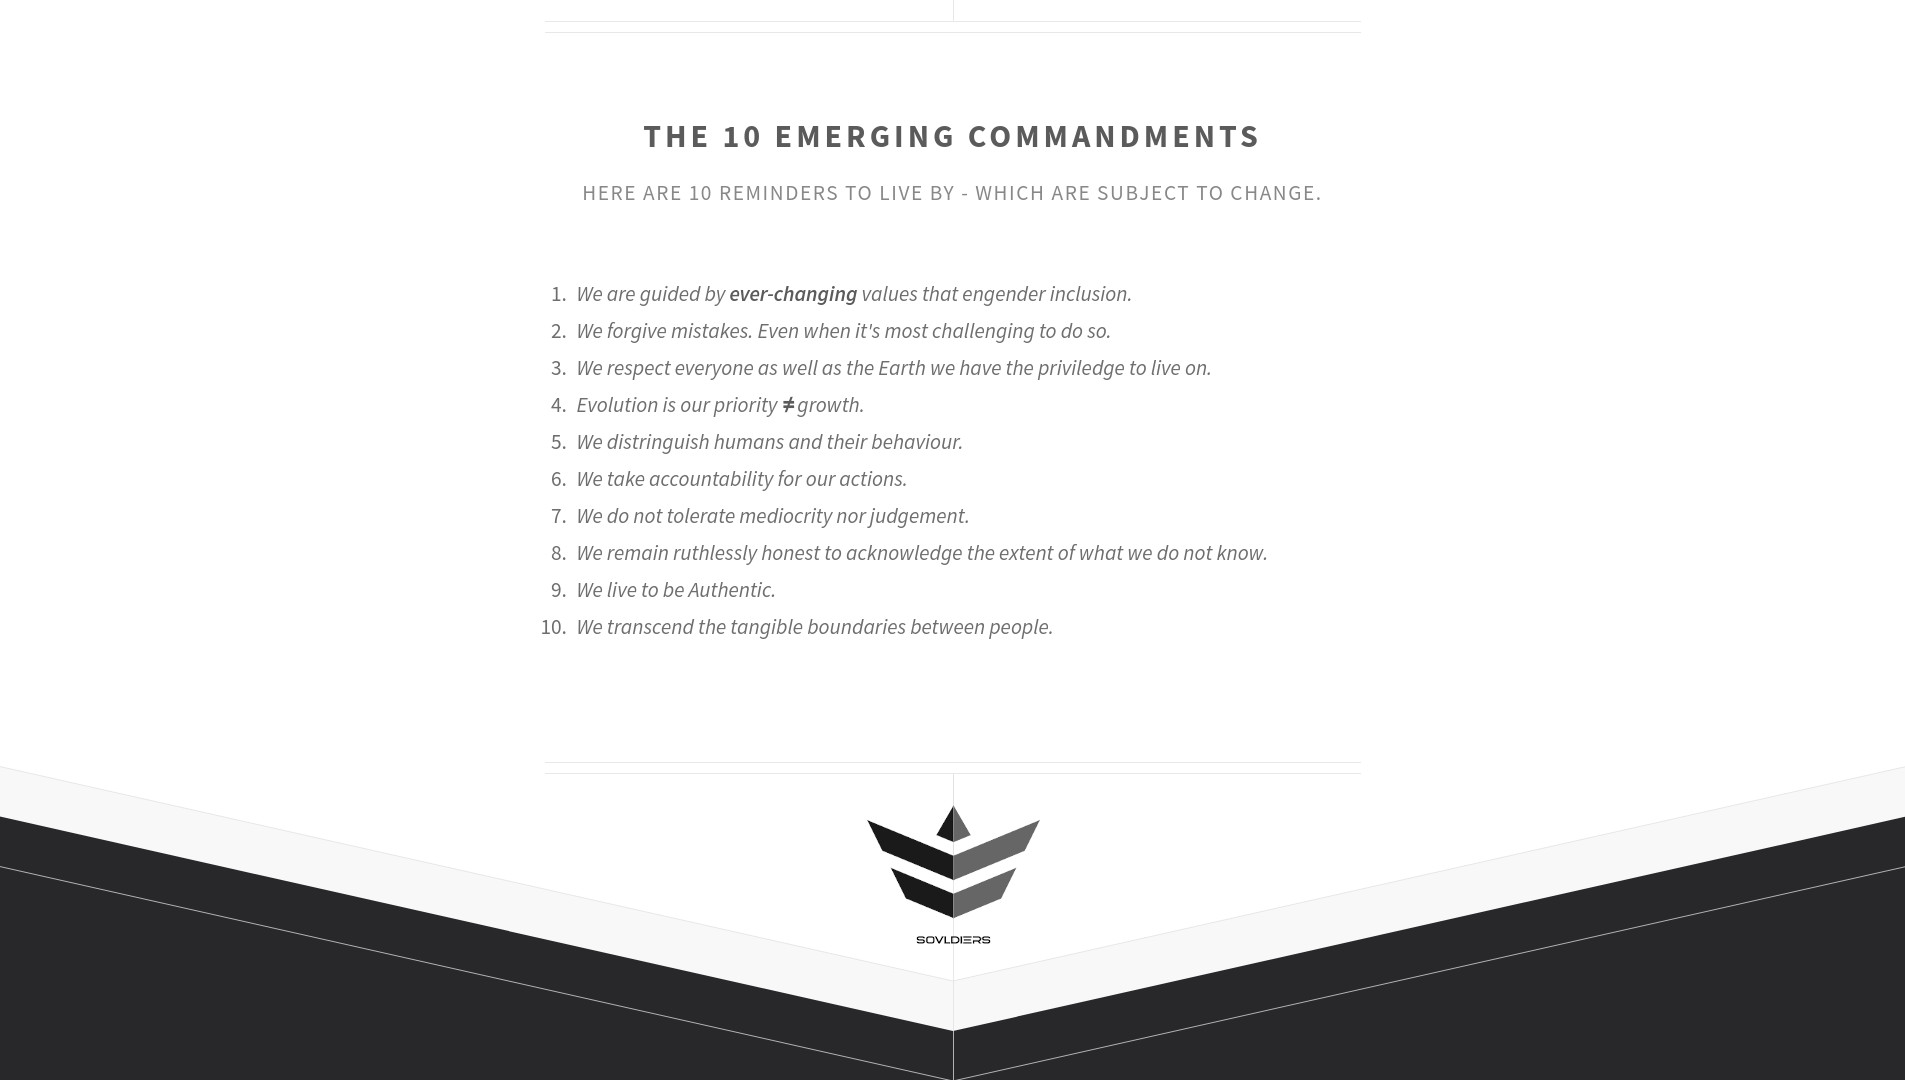 THE 10 EMERGING COMMANDMENTS
HERE ARE 10 REMINDERS TO LIVE BY - WHICH ARE SUBJECT TO CHANGE.
1. We are guided by ever-changing values that engender inclusion.
2. We forgive mistakes. Even when it's most challenging to do so.
3. We respect everyone as well as the Earth we have the priviledge to live on.
4. Evolution is our priority ≠ growth.
5. We distringuish humans and their behaviour.
6. We take accountability for our actions.
7. We do not tolerate mediocrity nor judgement.
8. We remain ruthlessly honest to acknowledge the extent of what we do not know.
9. We live to be Authentic.
10. We transcend the tangible boundaries between people.
SOVLDIERS